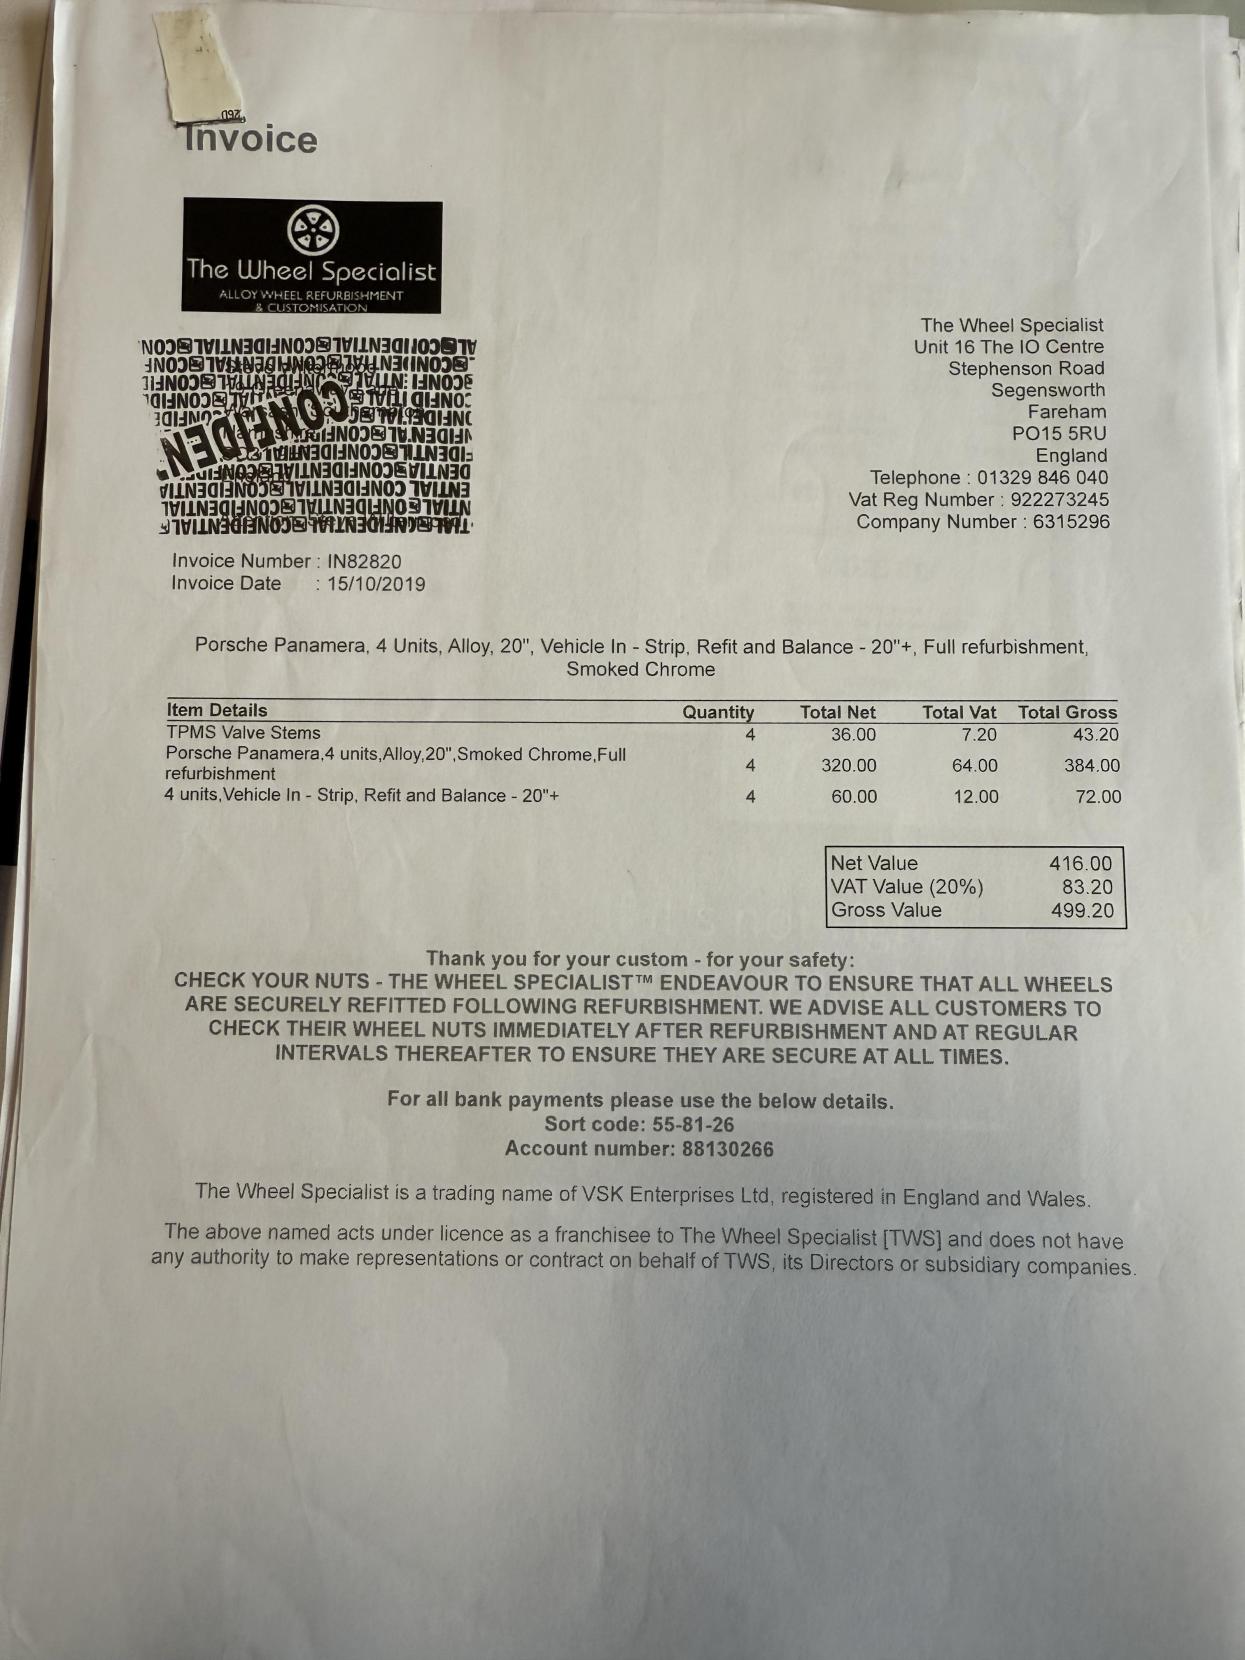 Invoice
The Wheel Specialist
ALLOY WHEEL REFURBISHMENT
& CUSTOMISATION
The Wheel Specialist
Unit 16 The IO Centre
Stephenson Road
Segensworth
Fareham
PO15 5RU
England
Telephone : 01329 846 040
Vat Reg Number : 922273245
Company Number : 6315296
CONFIDEN
Invoice Number : IN82820
Invoice Date : 15/10/2019
Porsche Panamera, 4 Units, Alloy, 20", Vehicle In - Strip, Refit and Balance - 20"+, Full refurbishment,
Smoked Chrome
Item Details Quantity Total Net Total Vat Total Gross
TPMS Valve Stems 4 36.00 7.20 43.20
Porsche Panamera,4 units,Alloy,20",Smoked Chrome,Full
refurbishment 4 320.00 64.00 384.00
4 units,Vehicle In - Strip, Refit and Balance - 20"+ 4 60.00 12.00 72.00
Net Value 416.00
VAT Value (20%) 83.20
Gross Value 499.20
Thank you for your custom - for your safety:
CHECK YOUR NUTS - THE WHEEL SPECIALIST™ ENDEAVOUR TO ENSURE THAT ALL WHEELS
ARE SECURELY REFITTED FOLLOWING REFURBISHMENT. WE ADVISE ALL CUSTOMERS TO
CHECK THEIR WHEEL NUTS IMMEDIATELY AFTER REFURBISHMENT AND AT REGULAR
INTERVALS THEREAFTER TO ENSURE THEY ARE SECURE AT ALL TIMES.
For all bank payments please use the below details.
Sort code: 55-81-26
Account number: 88130266
The Wheel Specialist is a trading name of VSK Enterprises Ltd, registered in England and Wales.
The above named acts under licence as a franchisee to The Wheel Specialist [TWS] and does not have
any authority to make representations or contract on behalf of TWS, its Directors or subsidiary companies.